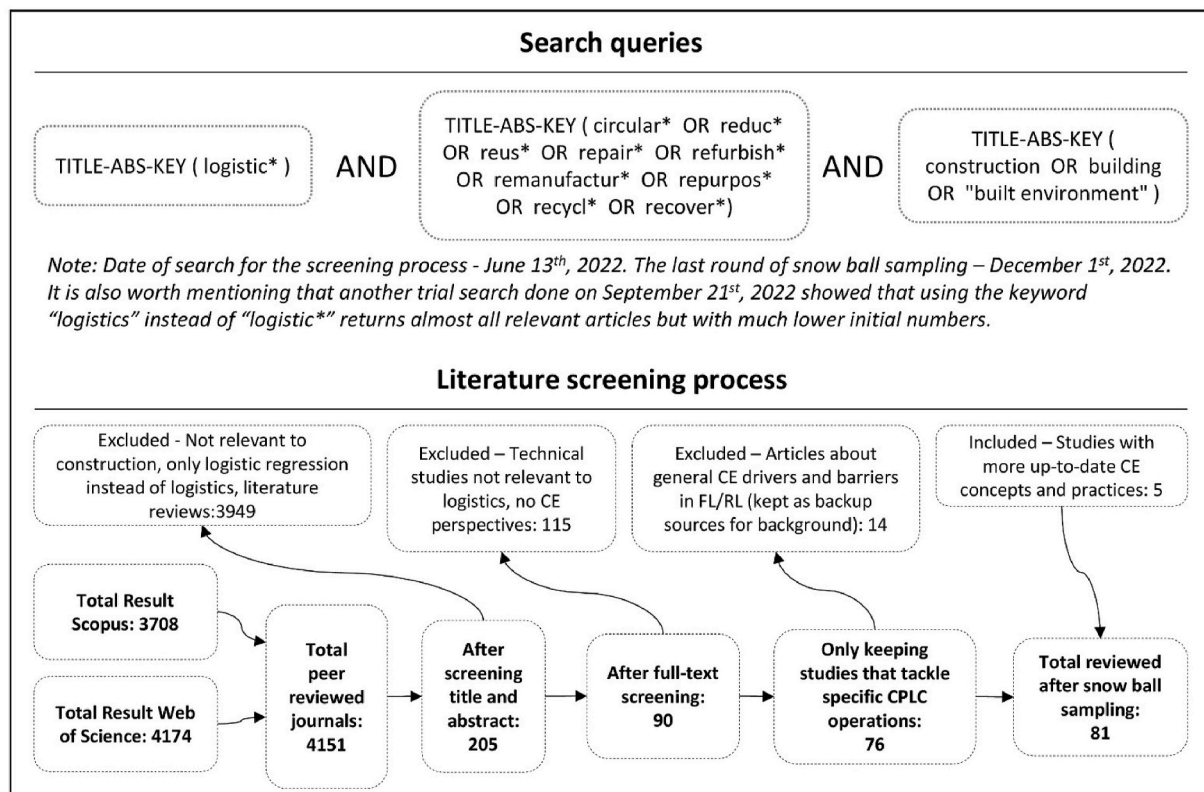 Search queries
TITLE-ABS-KEY ( logistic* )
AND
TITLE-ABS-KEY ( circular* OR reduc*
OR reus* OR repair* OR refurbish*
OR remanufactur* OR repurpos*
OR recycl* OR recover*)
AND
TITLE-ABS-KEY (
construction OR building
OR "built environment" )
Note: Date of search for the screening process - June 13th, 2022. The last round of snow ball sampling – December 1st, 2022.
It is also worth mentioning that another trial search done on September 21st, 2022 showed that using the keyword
“logistics” instead of “logistic*” returns almost all relevant articles but with much lower initial numbers.
Literature screening process
Excluded - Not relevant to
construction, only logistic regression
instead of logistics, literature
reviews:3949
Excluded – Technical
studies not relevant to
logistics, no CE
perspectives: 115
Excluded – Articles about
general CE drivers and barriers
in FL/RL (kept as backup
sources for background): 14
Included – Studies with
more up-to-date CE
concepts and practices: 5
Total Result
Scopus: 3708
Total Result Web
of Science: 4174
Total
peer
reviewed
journals:
4151
After
screening
title and
abstract:
205
After full-text
screening:
90
Only keeping
studies that tackle
specific CPLC
operations:
76
Total reviewed
after snow ball
sampling:
81